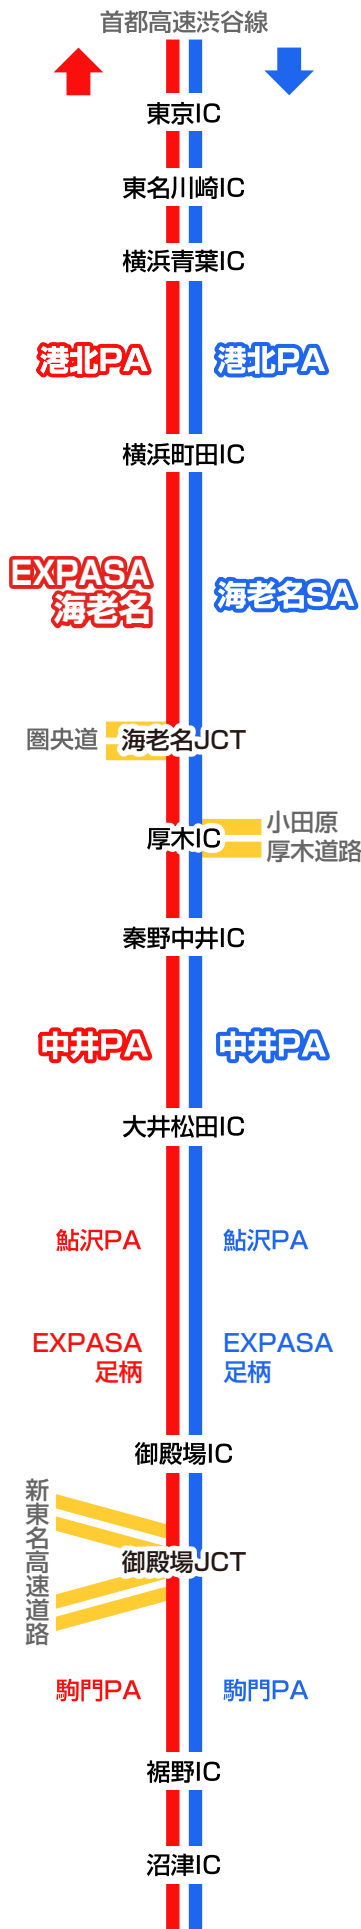 首都高速渋谷線
東京IC
東名川崎IC
横浜青葉IC
港北PA
港北PA
横浜町田IC
EXPASA
海老名
海老名SA
圏央道
海老名JCT
厚木IC
小田原
厚木道路
秦野中井IC
中井PA
中井PA
大井松田IC
鮎沢PA
鮎沢PA
EXPASA
足柄
EXPASA
足柄
御殿場IC
新東名高速道路
御殿場JCT
駒門PA
駒門PA
裾野IC
沼津IC